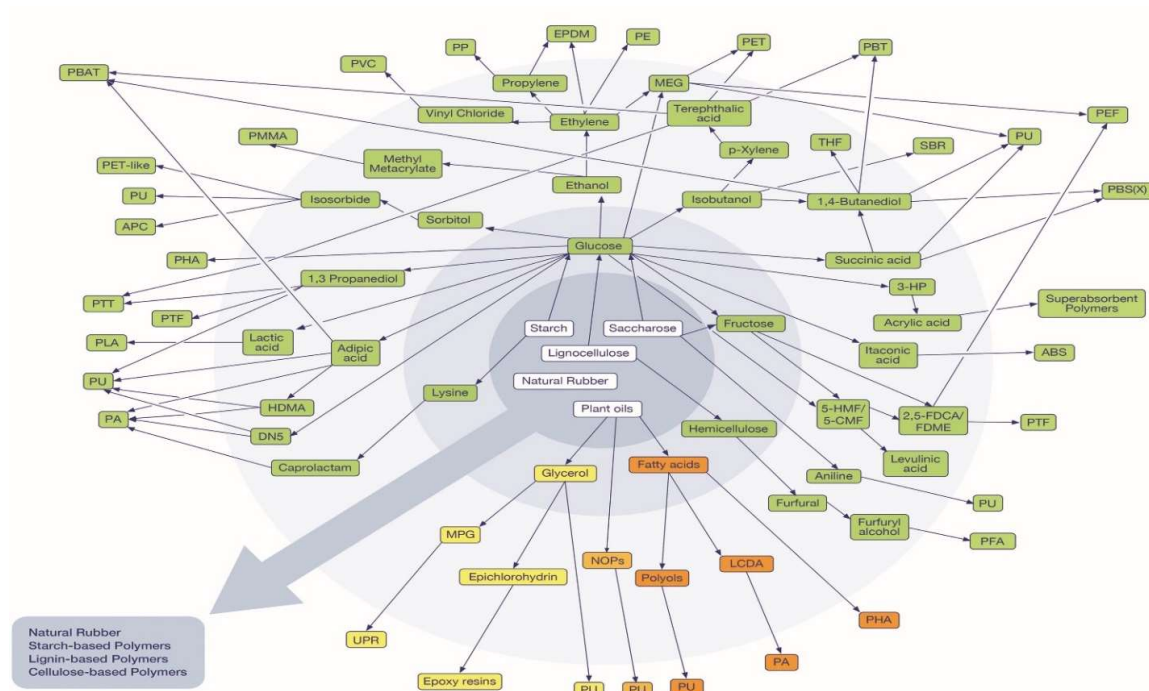 EPDM
PE
PET
PBT
PP
PVC
PBAT
Propylene
MEG
Terephthalic
acid
PEF
Vinyl Chloride
Ethylene
PMMA
p-Xylene
THF
SBR
PU
PET-like
Methyl
Metacrylate
PU
Ethanol
Isobutanol
1,4-Butanediol
PBS(X)
Isosorbide
APC
Sorbitol
Glucose
Succinic acid
PHA
1,3 Propanediol
3-HP
PTT
PTF
Superabsorbent
Polymers
Acrylic acid
Starch
Saccharose
Fructose
PLA
Lactic
acid
Adipic
acid
Lignocellulose
Itaconic
acid
ABS
PU
Natural Rubber
Lysine
HDMA
Plant oils
5-HMF/
5-CMF
2,5-FDCA/
FDME
PTF
PA
DN5
Hemicellulose
Caprolactam
Glycerol
Fatty acids
Levulinic
acid
Aniline
Furfural
PU
MPG
Furfuryl
alcohol
PFA
Epichlorohydrin
NOPs
Polyols
LCDA
UPR
PHA
PA
Epoxy resins
PU
PU
PU
Natural Rubber
Starch-based Polymers
Lignin-based Polymers
Cellulose-based Polymers